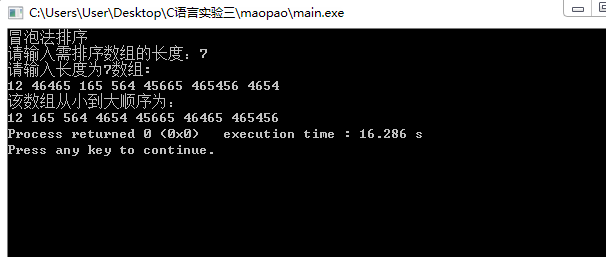 C:\Users\User\Desktop\C语言实验三\maopao\main.exe
冒泡法排序
请输入需排序数组的长度：7
请输入长度为7数组：
12 46465 165 564 45665 465456 4654
该数组从小到大顺序为：
12 165 564 4654 45665 46465 465456
Process returned 0 (0x0)   execution time : 16.286 s
Press any key to continue.